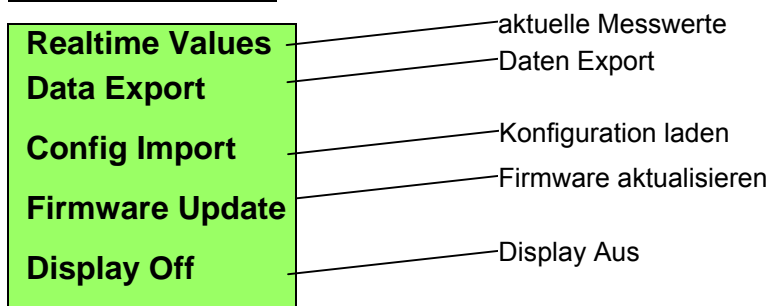 Realtime Values
Data Export
Config Import
Firmware Update
Display Off
aktuelle Messwerte
Daten Export
Konfiguration laden
Firmware aktualisieren
Display Aus